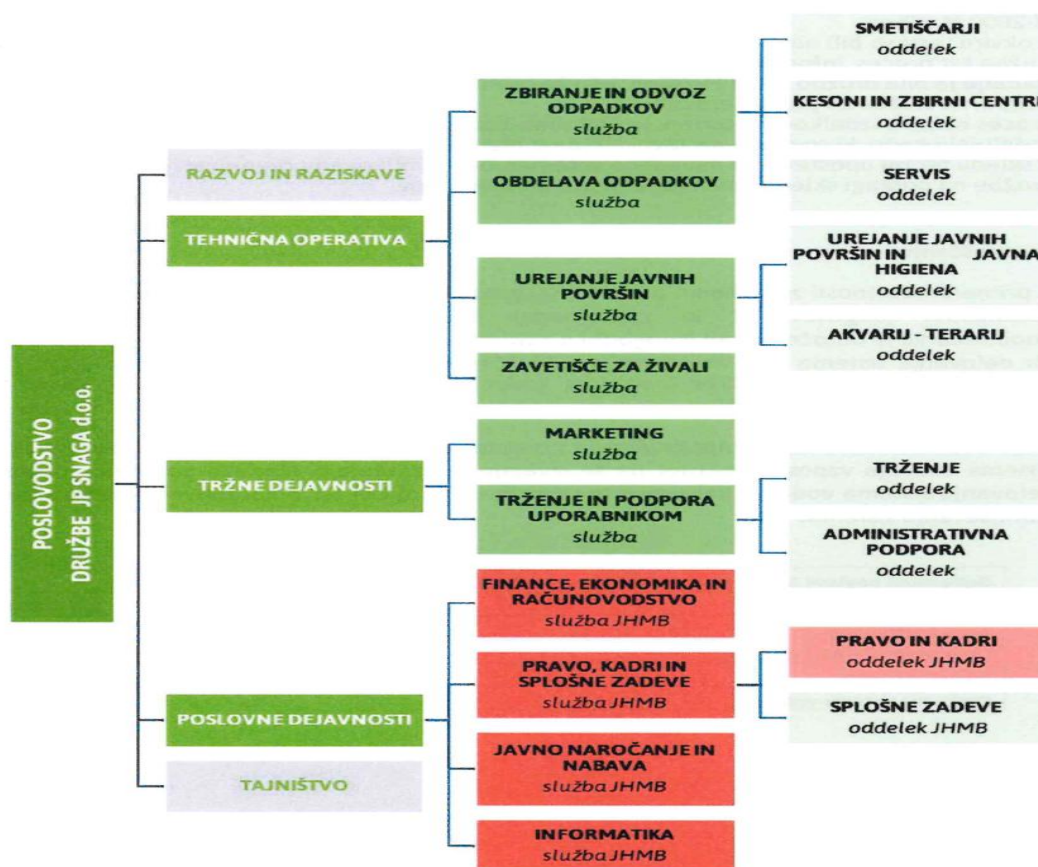 POSLOVODSTVO
DRUŽBE JP SNAGA d.o.o.
RAZVOJ IN RAZISKAVE
TEHNIČNA OPERATIVA
TRŽNE DEJAVNOSTI
POSLOVNE DEJAVNOSTI
TAJNIŠTVO
ZBIRANJE IN ODVOZ
ODPADKOV
služba
OBDELAVA ODPADKOV
služba
UREJANJE JAVNIH
POVRŠIN
služba
ZAVETIŠČE ZA ŽIVALI
služba
MARKETING
služba
TRŽENJE IN PODPORA
UPORABNIKOM
služba
FINANCE, EKONOMIKA IN
RAČUNOVODSTVO
služba JHMB
PRAVO, KADRI IN
SPLOŠNE ZADEVE
služba JHMB
JAVNO NAROČANJE IN
NABAVA
služba JHMB
INFORMATIKA
služba JHMB
SMETIŠČARJI
oddelek
KESONI IN ZBIRNI CENTRI
oddelek
SERVIS
oddelek
UREJANJE JAVNIH
POVRŠIN IN JAVNA
HIGIENA
oddelek
AKVARIJ - TERARIJ
oddelek
TRŽENJE
oddelek
ADMINISTRATIVNA
PODPORA
oddelek
PRAVO IN KADRI
oddelek JHMB
SPLOŠNE ZADEVE
oddelek JHMB